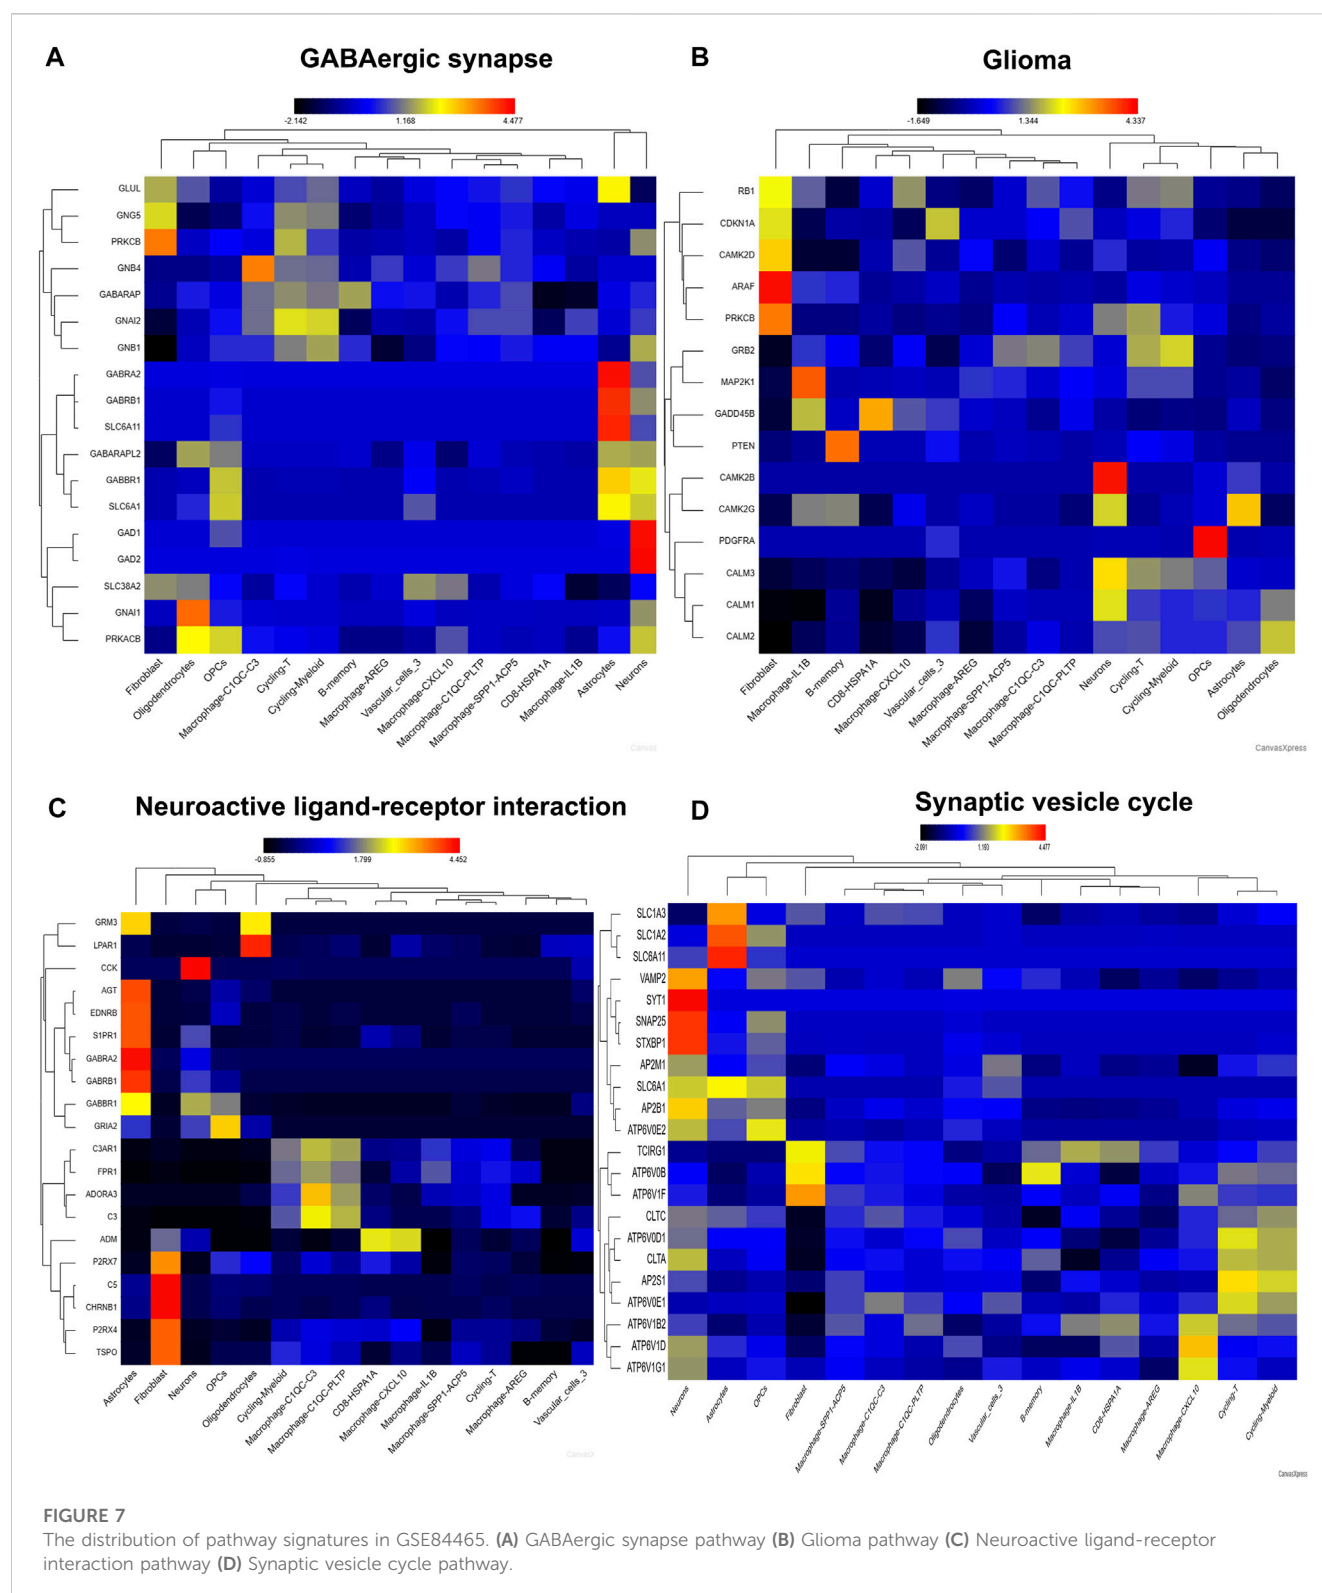 A
GABAergic synapse
-2.142
1.168
4.477
GLUL
GNG5
PRKCB
GNB4
GABARAP
GNAI2
GNB1
GABRA2
GABRB1
SLC6A11
GABARAPL2
GABBR1
SLC6A1
GAD1
GAD2
SLC38A2
GNAI1
PRKACB
Fibroblast
Oligodendrocytes
OPCs
Macrophage-C1QC-C3
Cycling-T
Cycling-Myeloid
B-memory
Macrophage-AREG
Vascular_cells_3
Macrophage-CXCL10
Macrophage-C1QC-PLTP
Macrophage-SPP1-ACP5
CD8-HSPA1A
Macrophage-IL1B
Astrocytes
Neurons
Canvas
B
Glioma
-1.649
1.344
4.337
RB1
CDKN1A
CAMK2D
ARAF
PRKCB
GRB2
MAP2K1
GADD45B
PTEN
CAMK2B
CAMK2G
PDGFRA
CALM3
CALM1
CALM2
Fibroblast
Macrophage-IL1B
B-memory
CD8-HSPA1A
Macrophage-CXCL10
Vascular_cells_3
Macrophage-AREG
Macrophage-SPP1-ACP5
Macrophage-C1QC-C3
Macrophage-C1QC-PLTP
Neurons
Cycling-T
Cycling-Myeloid
OPCs
Astrocytes
Oligodendrocytes
CanvasXpress
C
Neuroactive ligand-receptor interaction
-0.855
1.799
4.452
GRM3
LPAR1
CCK
AGT
EDNRB
S1PR1
GABRA2
GABRB1
GABBR1
GRIA2
C3AR1
FPR1
ADORA3
C3
ADM
P2RX7
C5
CHRNB1
P2RX4
TSPO
Astrocytes
Fibroblast
Neurons
OPCs
Oligodendrocytes
Cycling-Myeloid
Macrophage-C1QC-C3
Macrophage-C1QC-PLTP
CD8-HSPA1A
Macrophage-CXCL10
Macrophage-IL1B
Macrophage-SPP1-ACP5
Cycling-T
Macrophage-AREG
B-memory
Vascular_cells_3
CanvasX
D
Synaptic vesicle cycle
-2.091
1.193
4.477
SLC1A3
SLC1A2
SLC6A11
VAMP2
SYT1
SNAP25
STXBP1
AP2M1
SLC6A1
AP2B1
ATP6V0E2
TCIRG1
ATP6V0B
ATP6V1F
CLTC
ATP6V0D1
CLTA
AP2S1
ATP6V0E1
ATP6V1B2
ATP6V1D
ATP6V1G1
Neurons
Astrocytes
OPCs
Fibroblast
Macrophage-SPP1-ACP5
Macrophage-C1QC-C3
Macrophage-C1QC-PLTP
Oligodendrocytes
Vascular_cells_3
B-memory
Macrophage-IL1B
CD8-HSPA1A
Macrophage-AREG
Macrophage-CXCL10
Cycling-T
Cycling-Myeloid
CanvasXpress
FIGURE 7
The distribution of pathway signatures in GSE84465. (A) GABAergic synapse pathway (B) Glioma pathway (C) Neuroactive ligand-receptor
interaction pathway (D) Synaptic vesicle cycle pathway.